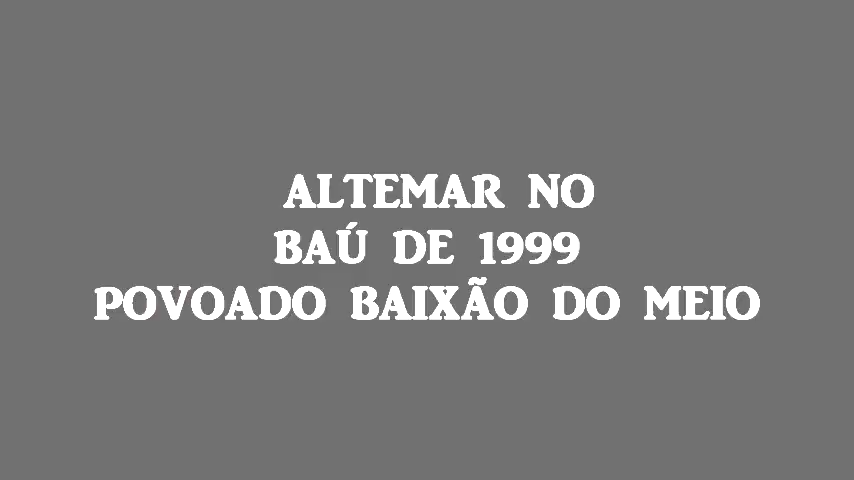 ALTEMAR NO
BAÚ DE 1999
POVOADO BAIXÃO DO MEIO